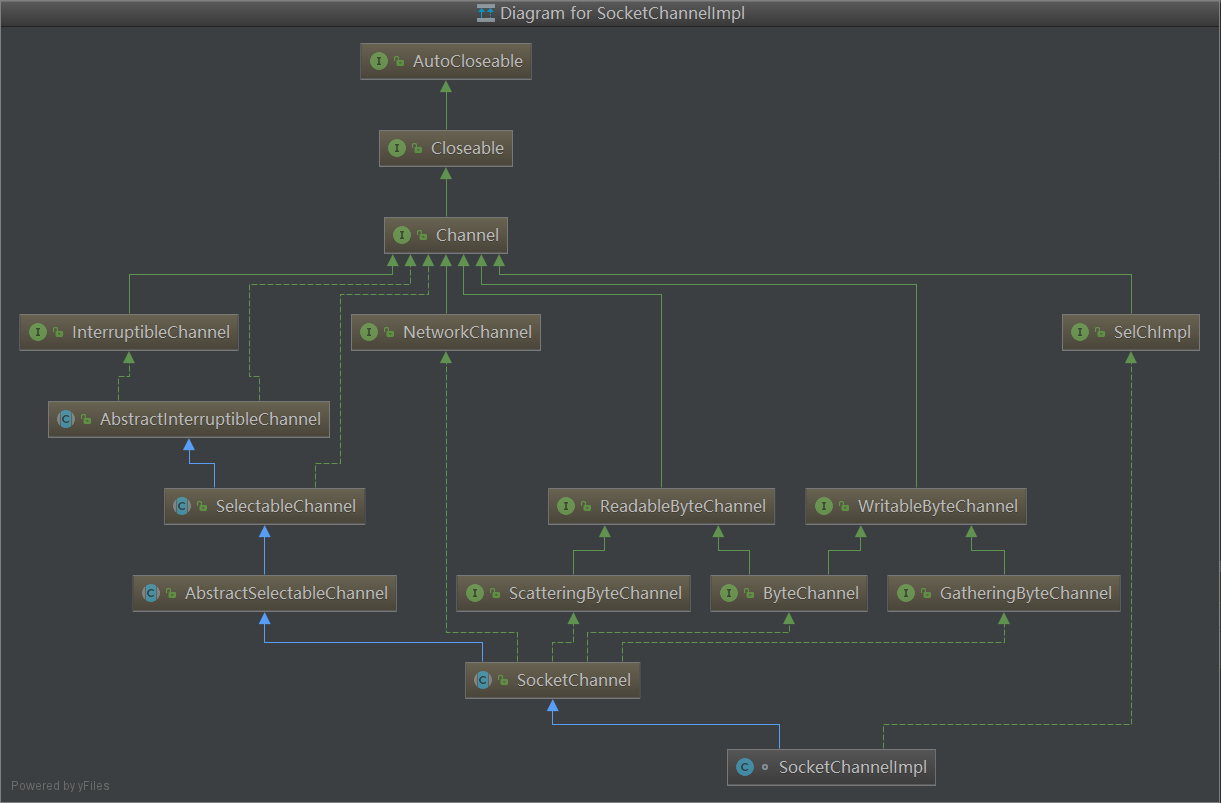 Diagram for SocketChannelImpl
I AutoCloseable
I Closeable
I Channel
I InterruptibleChannel
I NetworkChannel
I SelChImpl
C AbstractInterruptibleChannel
C SelectableChannel
I ReadableByteChannel
I WritableByteChannel
C AbstractSelectableChannel
I ScatteringByteChannel
I ByteChannel
I GatheringByteChannel
C SocketChannel
C SocketChannelImpl
Powered by yFiles